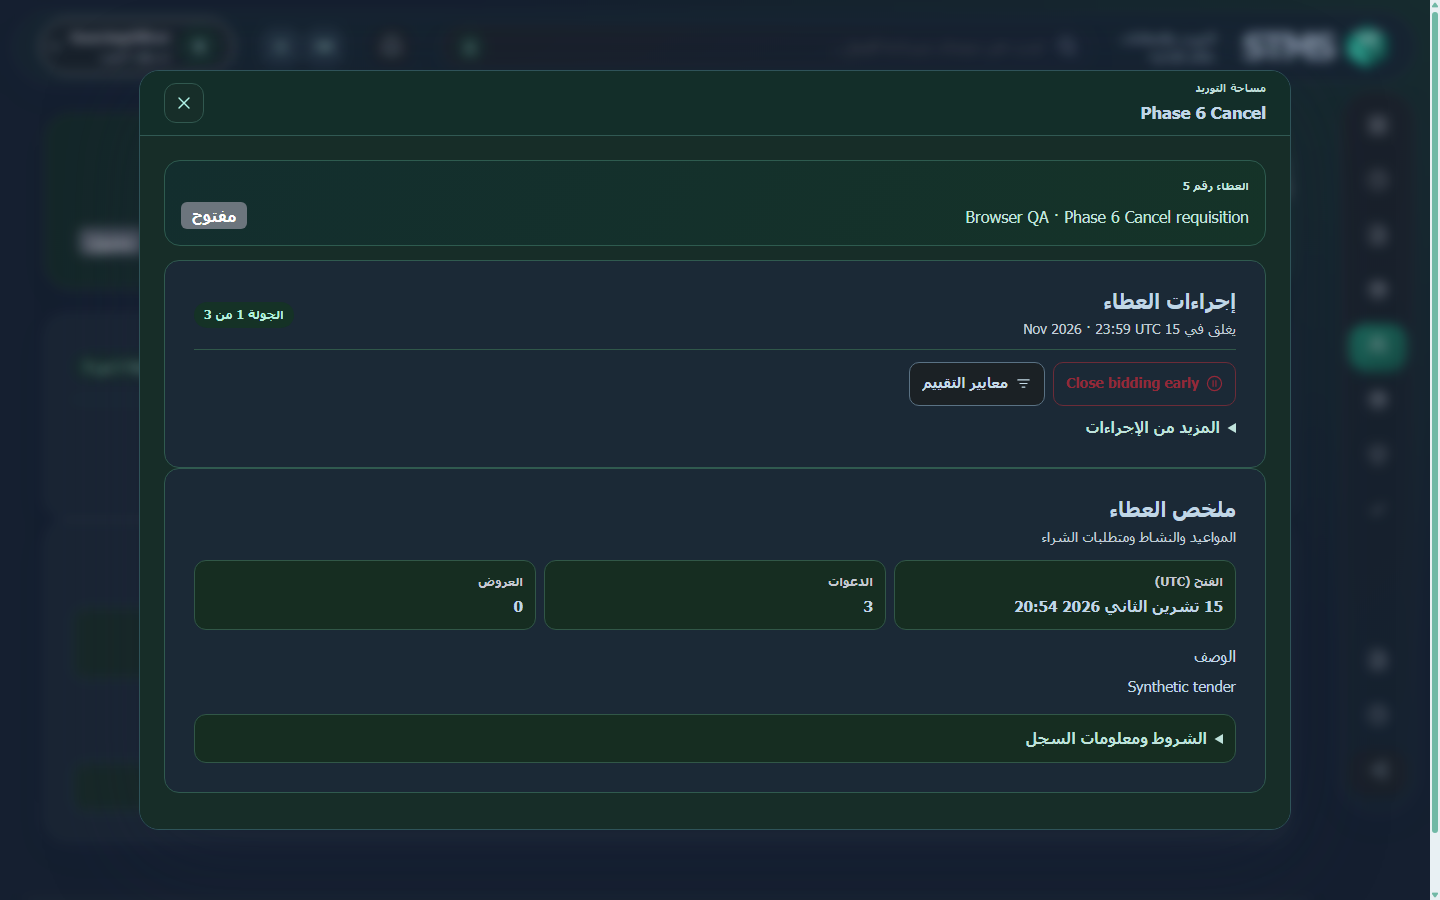 STMS
مساحة التوريد
Phase 6 Cancel
العطاء رقم 5
Browser QA · Phase 6 Cancel requisition
مفتوح
إجراءات العطاء
يغلق في 15 Nov 2026 · 23:59 UTC
الجولة 1 من 3
Close bidding early
معايير التقييم
المزيد من الإجراءات
ملخص العطاء
المواعيد والنشاط ومتطلبات الشراء
الفتح (UTC)
15 تشرين الثاني 2026 20:54
الدعوات
3
العروض
0
الوصف
Synthetic tender
الشروط ومعلومات السجل